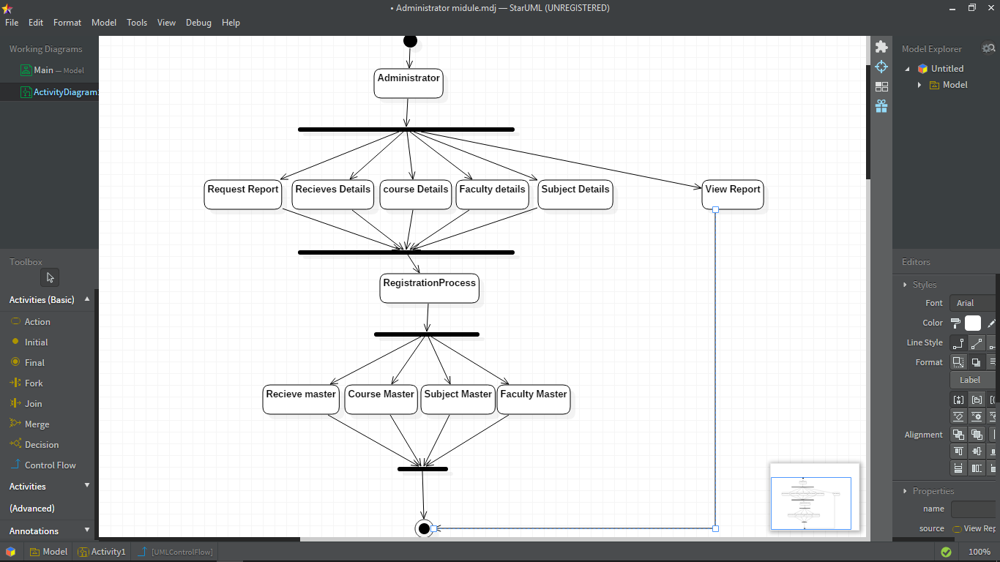 • Administrator midule.mdj — StarUML (UNREGISTERED)
File Edit Format Model Tools View Debug Help
Working Diagrams
Main — Model
ActivityDiagram1
Toolbox
Activities (Basic)
Action
Initial
Final
Fork
Join
Merge
Decision
Control Flow
Activities
(Advanced)
Annotations
Administrator
Request Report
Recieves Details
course Details
Faculty details
Subject Details
View Report
RegistrationProcess
Recieve master
Course Master
Subject Master
Faculty Master
Model Explorer
Untitled
Model
Editors
Styles
Font Arial
Color
Line Style
Format
Label
Alignment
Properties
name
source View Rep
Model Activity1 [UMLControlFlow]
100%